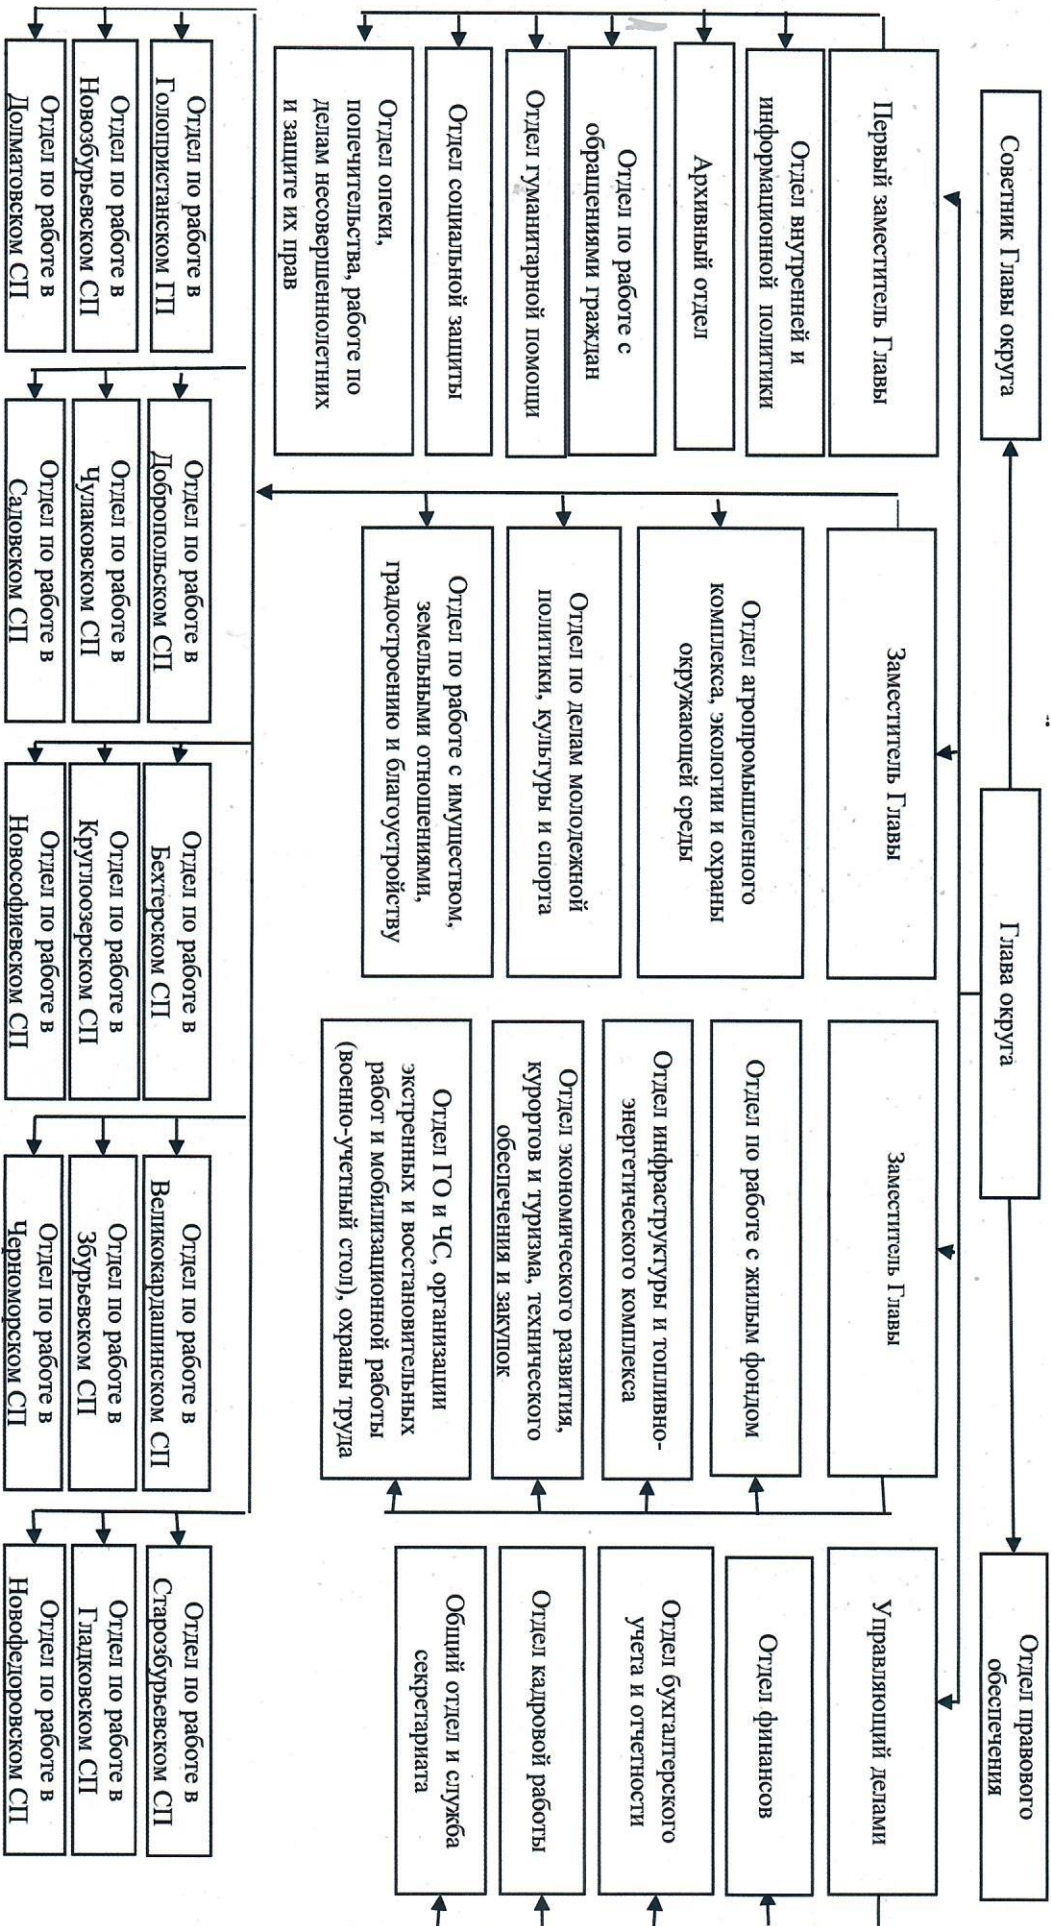 Советник Главы округа
Глава округа
Отдел правового
обеспечения
Первый заместитель Главы
Отдел внутренней и
информационной политики
Архивный отдел
Отдел по работе с
обращениями граждан
Отдел гуманитарной помощи
Отдел социальной защиты
Отдел опеки,
попечительства, работе по
делам несовершеннолетних
и защите их прав
Заместитель Главы
Отдел агропромышленного
комплекса, экологии и охраны
окружающей среды
Отдел по делам молодежной
политики, культуры и спорта
Отдел по работе с имуществом,
земельными отношениями,
градостроению и благоустройству
Заместитель Главы
Отдел по работе с жилым фондом
Отдел инфраструктуры и топливно-
энергетического комплекса
Отдел экономического развития,
курортов и туризма, технического
обеспечения и закупок
Отдел ГО и ЧС, организации
экстренных и восстановительных
работ и мобилизационной работы
(военно-учетный стол), охраны труда
Управляющий делами
Отдел финансов
Отдел бухгалтерского
учета и отчетности
Отдел кадровой работы
Общий отдел и служба
секретариата
Отдел по работе в
Голопристанском ГП
Отдел по работе в
Новозбурьевском СП
Отдел по работе в
Долматовском СП
Отдел по работе в
Добропольском СП
Отдел по работе в
Чулаковском СП
Отдел по работе в
Садовском СП
Отдел по работе в
Бехтерском СП
Отдел по работе в
Круглоозерском СП
Отдел по работе в
Новософиевском СП
Отдел по работе в
Великокардашинском СП
Отдел по работе в
Збурьевском СП
Отдел по работе в
Черноморском СП
Отдел по работе в
Старозбурьевском СП
Отдел по работе в
Гладковском СП
Отдел по работе в
Новофедоровском СП